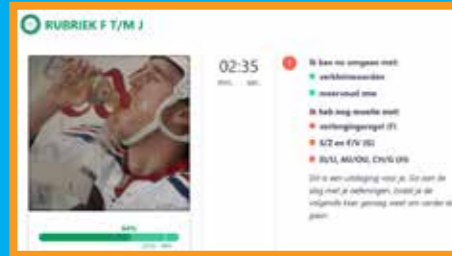 RUBRIEK F T/M J
02:35
MIN. SEC.
Ik kan nu omgaan met:
verkleinwoorden
meervoud ene
Ik heb nog moeite met:
verlengingsregel (F)
S/Z en F/V (G)
EI/IJ, AU/OU, CH/G (H)
Dit is een uitdaging voor je. Ga aan de
slag met je oefeningen, zodat je de
volgende keer genoeg weet om verder te
gaan.
64%